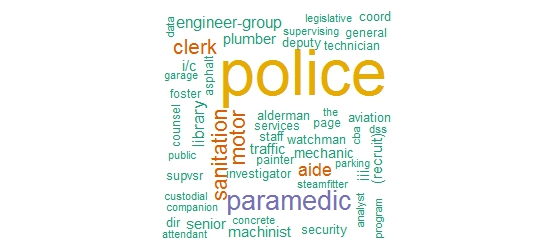 data
engineer-group
legislative
coord
clerk
plumber
supervising
general
deputy
technician
i/c
garage
asphalt
police
foster
counsel
library
sanitation
motor
alderman
the
aviation
services
page
staff
watchman
cba
dss
traffic
mechanic
public
painter
parking
supvsr
investigator
aide
iii
(recruit)
steamfitter
custodial
companion
paramedic
analyst
program
dir
senior
concrete
attendant
machinist
security